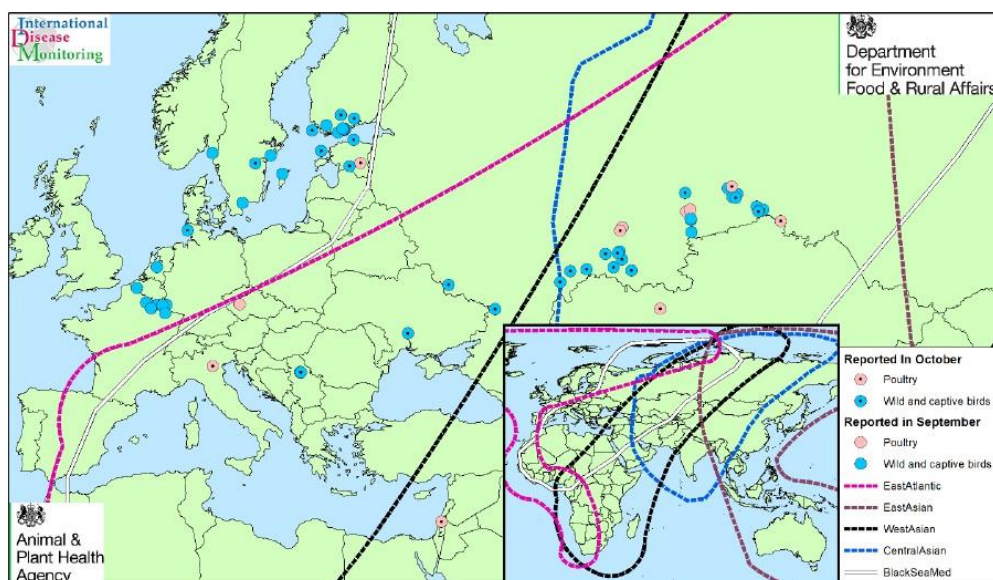 International
Disease
Monitoring
Department
for Environment
Food & Rural Affairs
Animal &
Plant Health
Agency
Reported In October
Poultry
Wild and captive birds
Reported in September
Poultry
Wild and captive birds
EastAtlantic
EastAsian
WestAsian
CentralAsian
BlackSeaMed